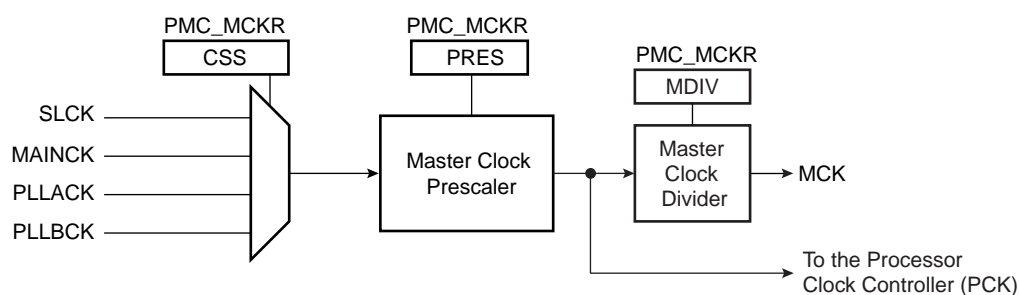 PMC_MCKR
CSS
PMC_MCKR
PRES
PMC_MCKR
MDIV
SLCK
MAINCK
PLLACK
PLLBCK
Master Clock
Prescaler
Master
Clock
Divider
MCK
To the Processor
Clock Controller (PCK)